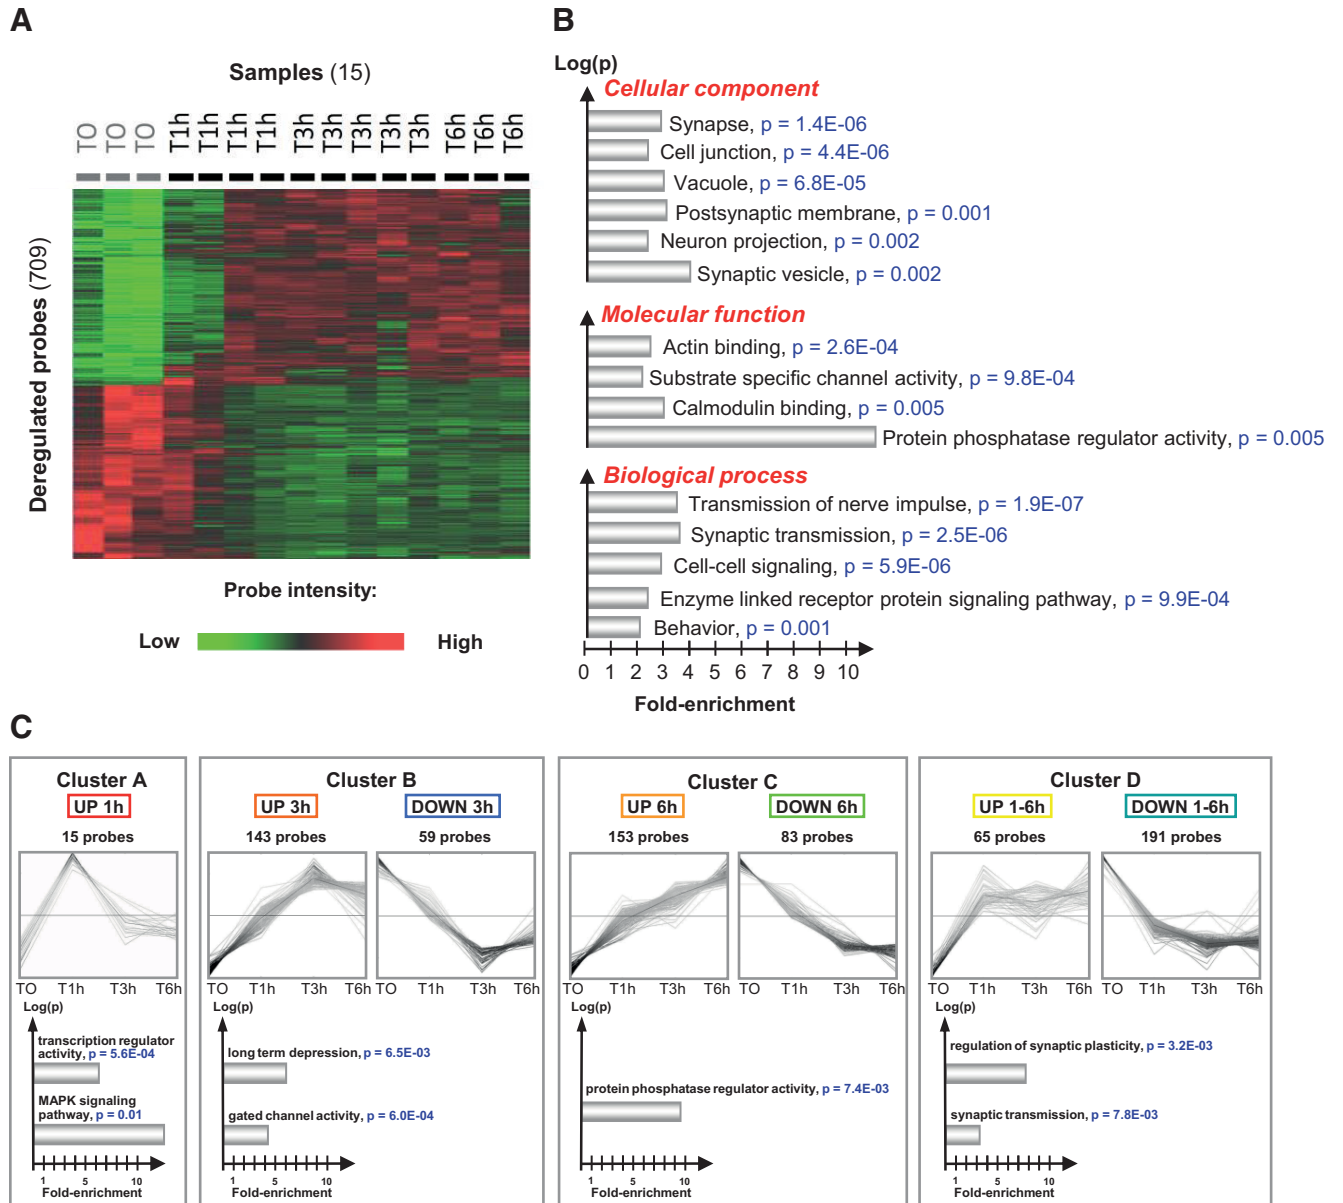 A
Samples (15)
TO TO TO T1h T1h T1h T1h T3h T3h T3h T3h T3h T6h T6h T6h
Deregulated probes (709)
Probe intensity:
Low High
B
Log(p)
Cellular component
Synapse, p = 1.4E-06
Cell junction, p = 4.4E-06
Vacuole, p = 6.8E-05
Postsynaptic membrane, p = 0.001
Neuron projection, p = 0.002
Synaptic vesicle, p = 0.002
Molecular function
Actin binding, p = 2.6E-04
Substrate specific channel activity, p = 9.8E-04
Calmodulin binding, p = 0.005
Protein phosphatase regulator activity, p = 0.005
Biological process
Transmission of nerve impulse, p = 1.9E-07
Synaptic transmission, p = 2.5E-06
Cell-cell signaling, p = 5.9E-06
Enzyme linked receptor protein signaling pathway, p = 9.9E-04
Behavior, p = 0.001
0 1 2 3 4 5 6 7 8 9 10
Fold-enrichment
C
Cluster A
UP 1h
15 probes
TO T1h T3h T6h
Log(p)
transcription regulator
activity, p = 5.6E-04
MAPK signaling
pathway, p = 0.01
1 5 10
Fold-enrichment
Cluster B
UP 3h DOWN 3h
143 probes 59 probes
TO T1h T3h T6h TO T1h T3h T6h
Log(p)
long term depression, p = 6.5E-03
gated channel activity, p = 6.0E-04
1 5 10
Fold-enrichment
Cluster C
UP 6h DOWN 6h
153 probes 83 probes
TO T1h T3h T6h TO T1h T3h T6h
Log(p)
protein phosphatase regulator activity, p = 7.4E-03
1 5 10
Fold-enrichment
Cluster D
UP 1-6h DOWN 1-6h
65 probes 191 probes
TO T1h T3h T6h TO T1h T3h T6h
Log(p)
regulation of synaptic plasticity, p = 3.2E-03
synaptic transmission, p = 7.8E-03
1 5 10
Fold-enrichment